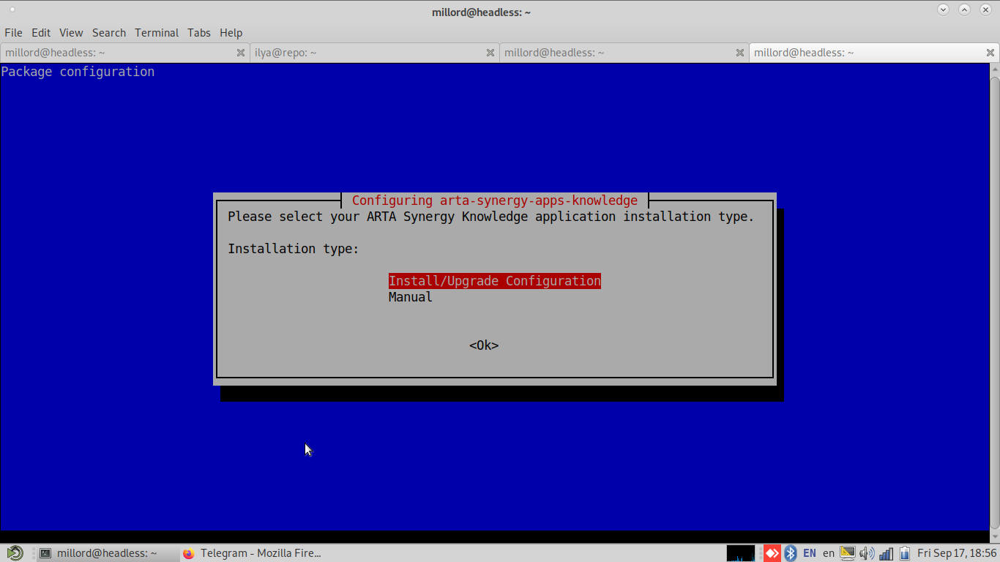 millord@headless: ~
File Edit View Search Terminal Tabs Help
millord@headless: ~ ilya@repo: ~ millord@headless: ~ millord@headless: ~
Package configuration
Configuring arta-synergy-apps-knowledge
Please select your ARTA Synergy Knowledge application installation type.
Installation type:
Install/Upgrade Configuration
Manual
<Ok>
millord@headless: ~ Telegram - Mozilla Fire... EN en Fri Sep 17, 18:56